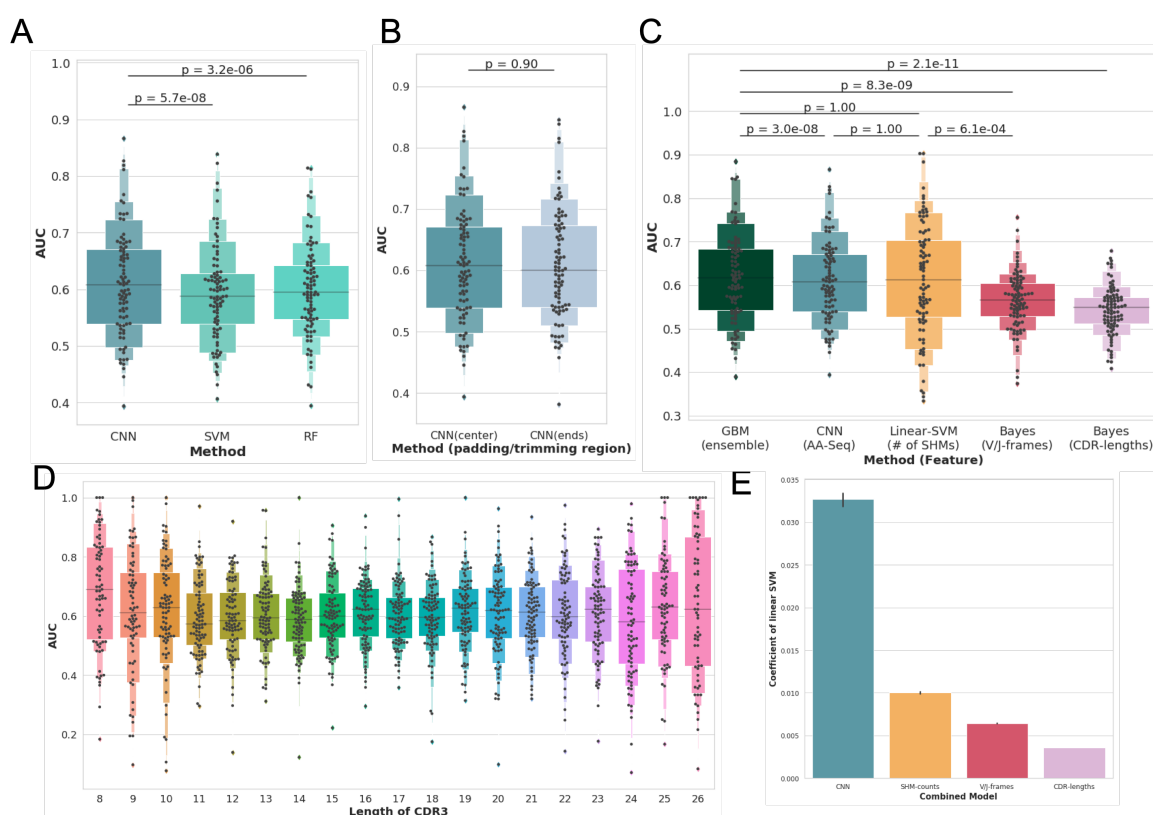 A
B
C
1.0
0.9
0.8
0.7
0.6
0.5
0.4
AUC
p = 3.2e-06
p = 5.7e-08
CNN
SVM
RF
Method
0.9
0.8
0.7
0.6
0.5
0.4
AUC
p = 0.90
CNN(center)
CNN(ends)
Method (padding/trimming region)
1.0
0.9
0.8
0.7
0.6
0.5
0.4
0.3
AUC
p = 2.1e-11
p = 8.3e-09
p = 1.00
p = 3.0e-08
p = 1.00
p = 6.1e-04
GBM
(ensemble)
CNN
(AA-Seq)
Linear-SVM
(# of SHMs)
Bayes
(V/J-frames)
Bayes
(CDR-lengths)
Method (Feature)
D
1.0
0.8
0.6
0.4
0.2
AUC
8 9 10 11 12 13 14 15 16 17 18 19 20 21 22 23 24 25 26
Length of CDR3
E
0.035
0.030
0.025
0.020
0.015
0.010
0.005
0.000
Coefficient of linear SVM
CNN
SHM-counts
V/J-frames
CDR-lengths
Combined Model